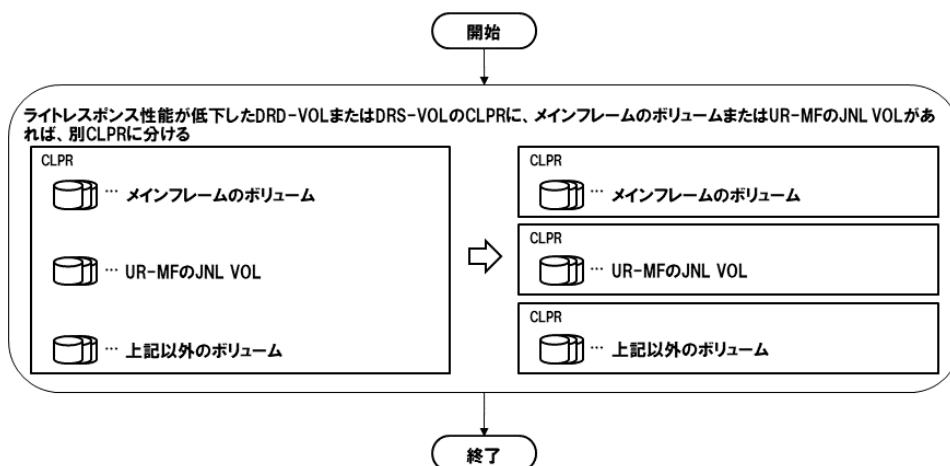 開始
ライトレスポンス性能が低下したDRD-VOLまたはDRS-VOLのCLPRに、メインフレームのボリュームまたはUR-MFのJNL VOLがあ
れば、別CLPRに分ける
CLPR
… メインフレームのボリューム
… UR-MFのJNL VOL
… 上記以外のボリューム
CLPR
… メインフレームのボリューム
CLPR
… UR-MFのJNL VOL
CLPR
… 上記以外のボリューム
終了